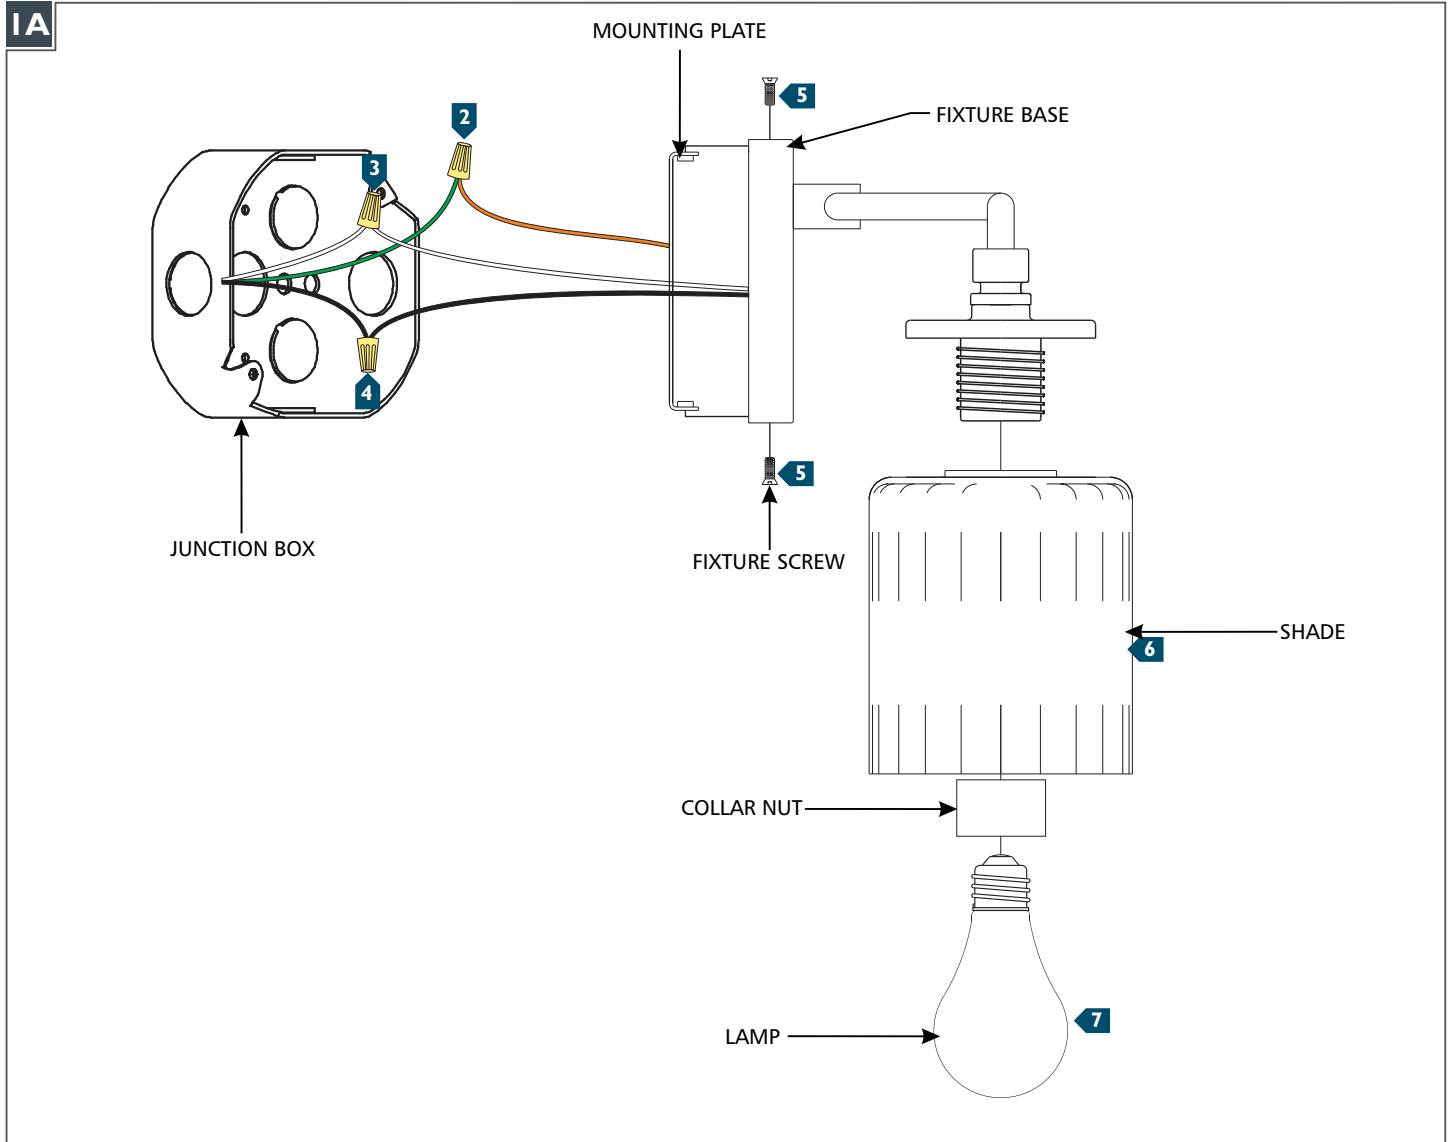 1A
MOUNTING PLATE
5
FIXTURE BASE
2
3
4
5
JUNCTION BOX
FIXTURE SCREW
SHADE
6
COLLAR NUT
7
LAMP